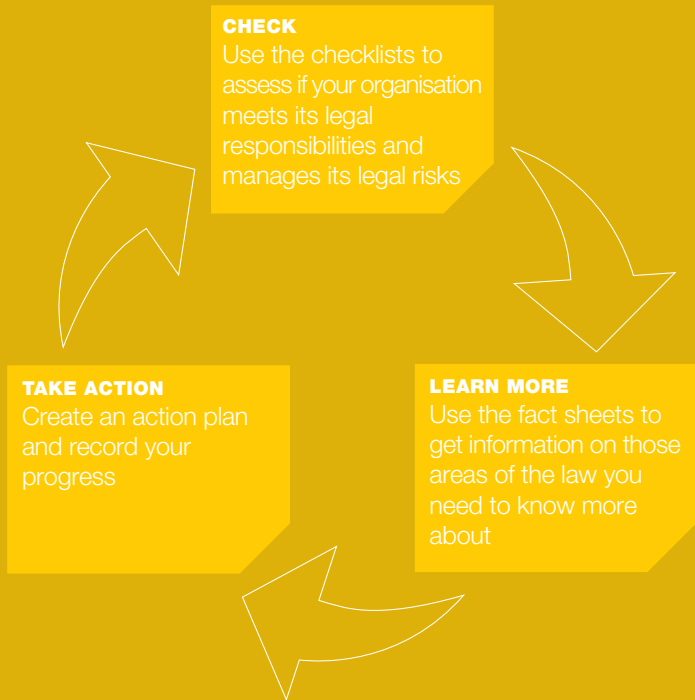 CHECK
Use the checklists to
assess if your organisation
meets its legal
responsibilities and
manages its legal risks
LEARN MORE
Use the fact sheets to
get information on those
areas of the law you
need to know more
about
TAKE ACTION
Create an action plan
and record your
progress